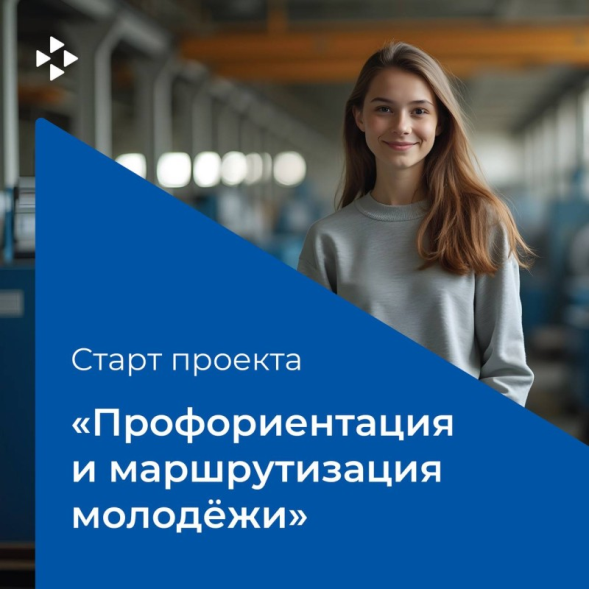 Старт проекта
«Профориентация
и маршрутизация
молодёжи»